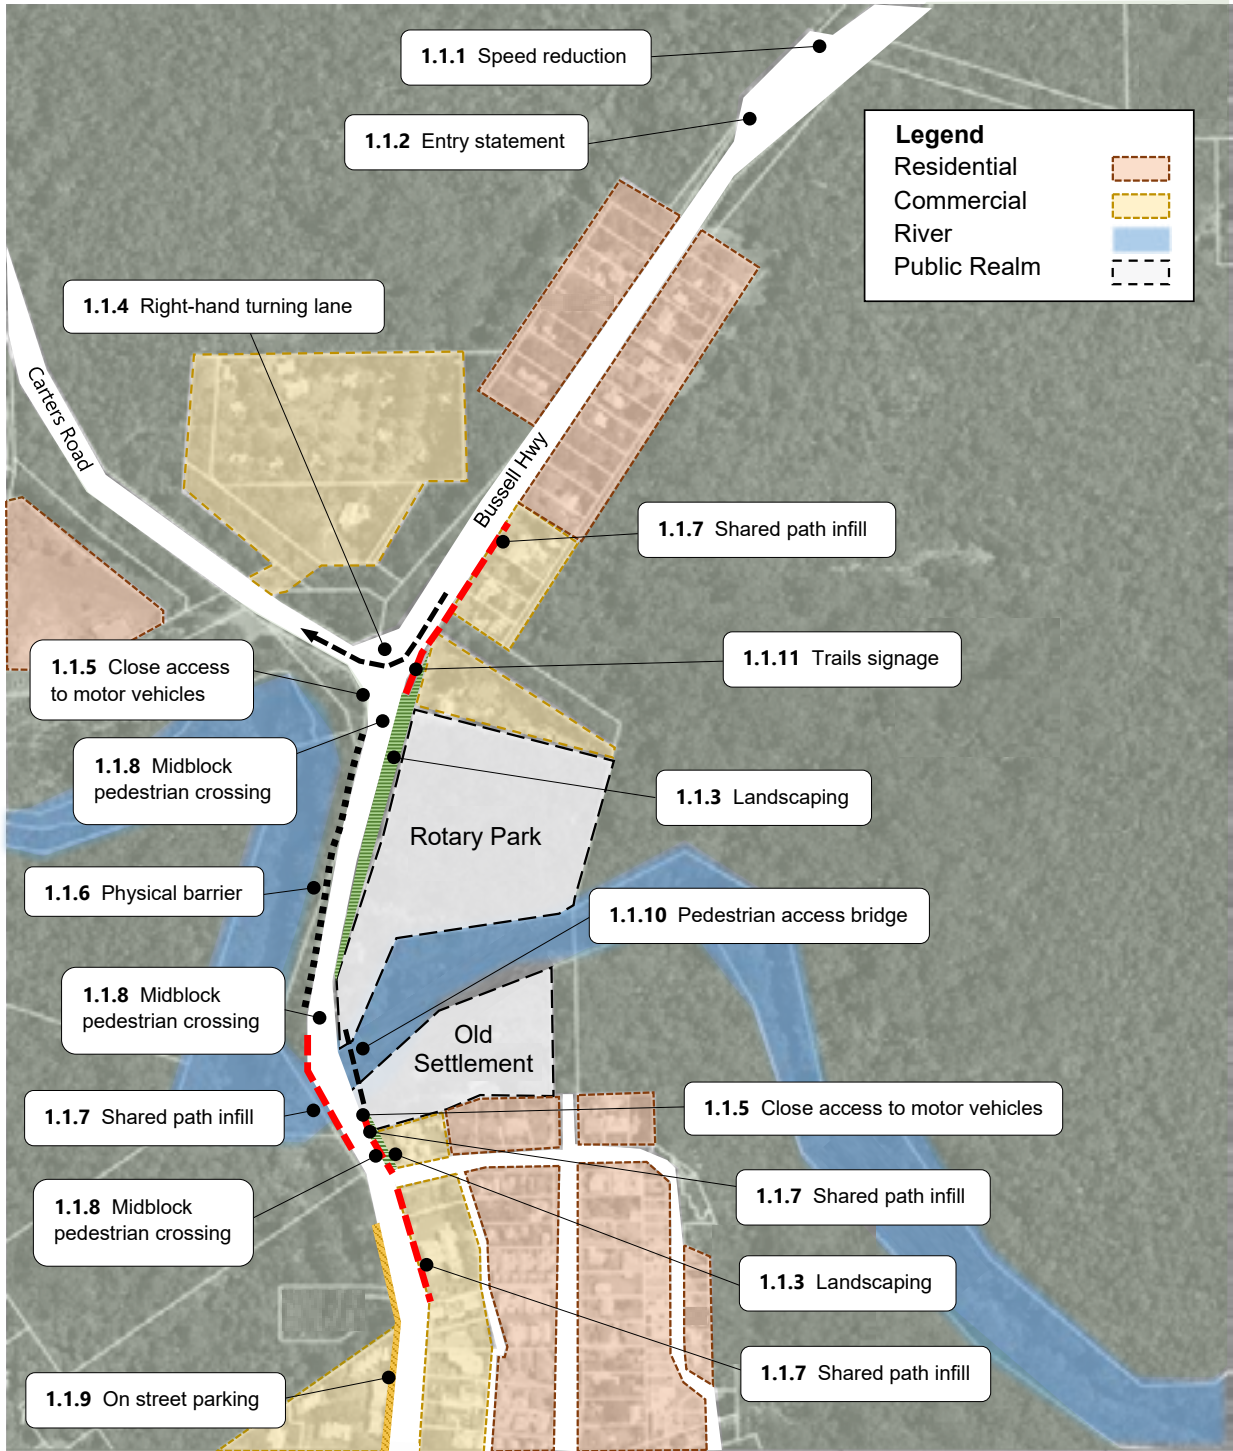 1.1.1 Speed reduction
1.1.2 Entry statement
Legend
Residential
Commercial
River
Public Realm
1.1.4 Right-hand turning lane
Carters Road
Bussell Hwy
1.1.7 Shared path infill
1.1.5 Close access
to motor vehicles
1.1.11 Trails signage
1.1.8 Midblock
pedestrian crossing
1.1.3 Landscaping
Rotary Park
1.1.6 Physical barrier
1.1.10 Pedestrian access bridge
1.1.8 Midblock
pedestrian crossing
Old
Settlement
1.1.7 Shared path infill
1.1.5 Close access to motor vehicles
1.1.8 Midblock
pedestrian crossing
1.1.7 Shared path infill
1.1.3 Landscaping
1.1.7 Shared path infill
1.1.9 On street parking